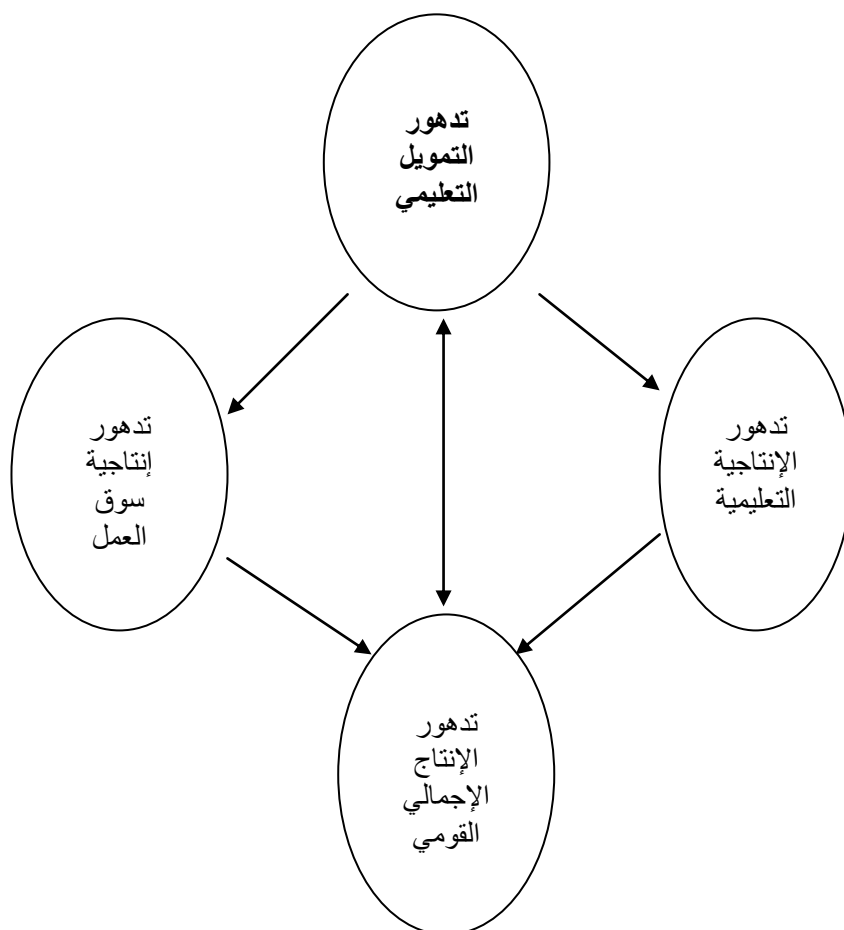 تدهور
التمويل
التعليمي
تدهور
الإنتاجية
التعليمية
تدهور
إنتاجية
سوق
العمل
تدهور
الإنتاج
الإجمالي
القومي